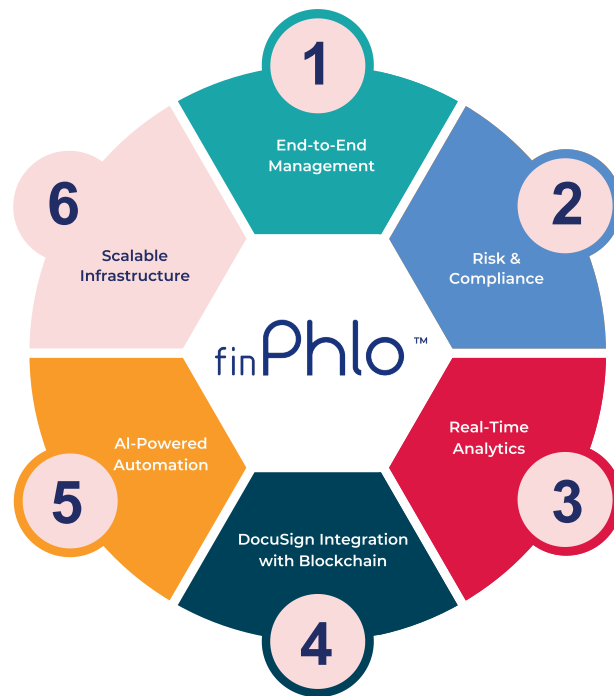 1
End-to-End
Management
2
Risk &
Compliance
3
Real-Time
Analytics
4
DocuSign Integration
with Blockchain
5
AI-Powered
Automation
6
Scalable
Infrastructure
finPhlo™